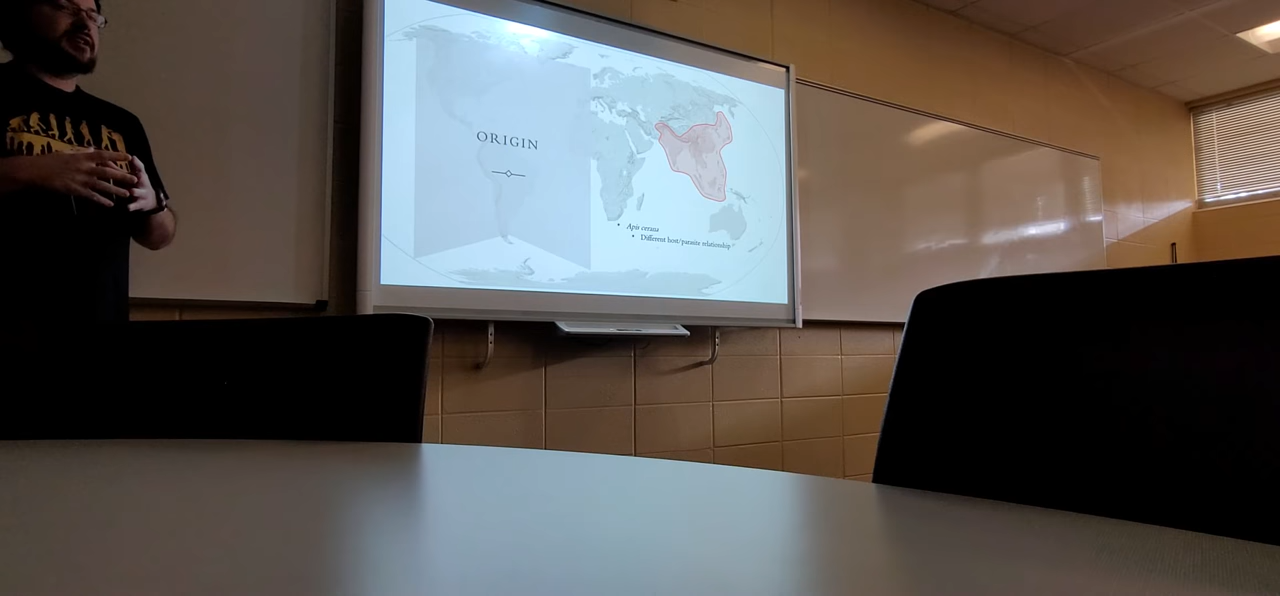 ORIGIN
• Apis cerana
• Different host/parasite relationship